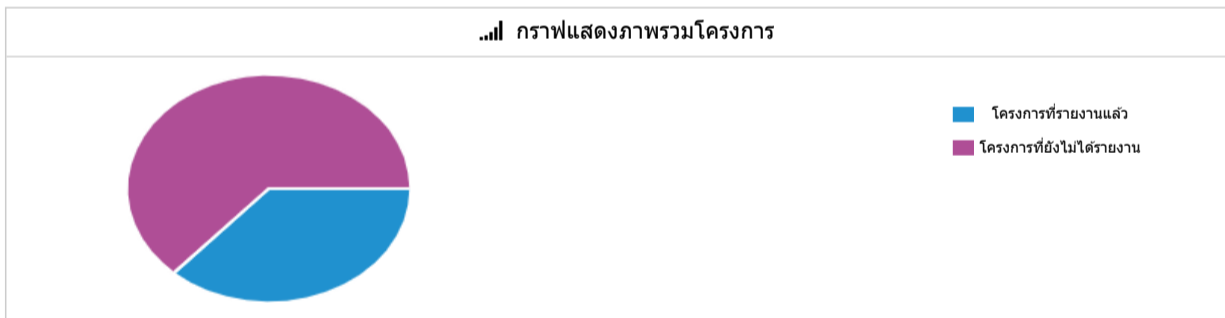 กราฟแสดงภาพรวมโครงการ
โครงการที่รายงานแล้ว
โครงการที่ยังไม่ได้รายงาน